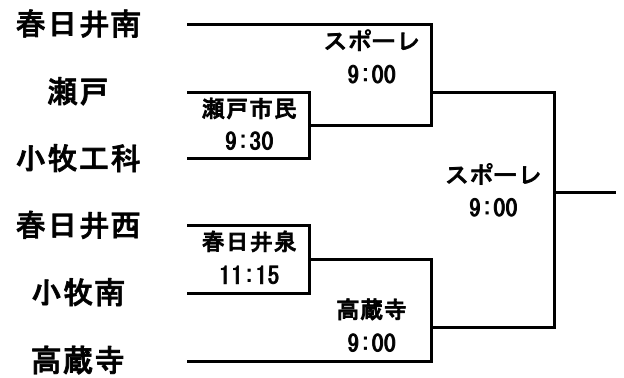 春日井南
スポーレ
9:00
瀬戸
瀬戸市民
9:30
小牧工科
スポーレ
9:00
春日井西
春日井泉
11:15
小牧南
高蔵寺
9:00
高蔵寺